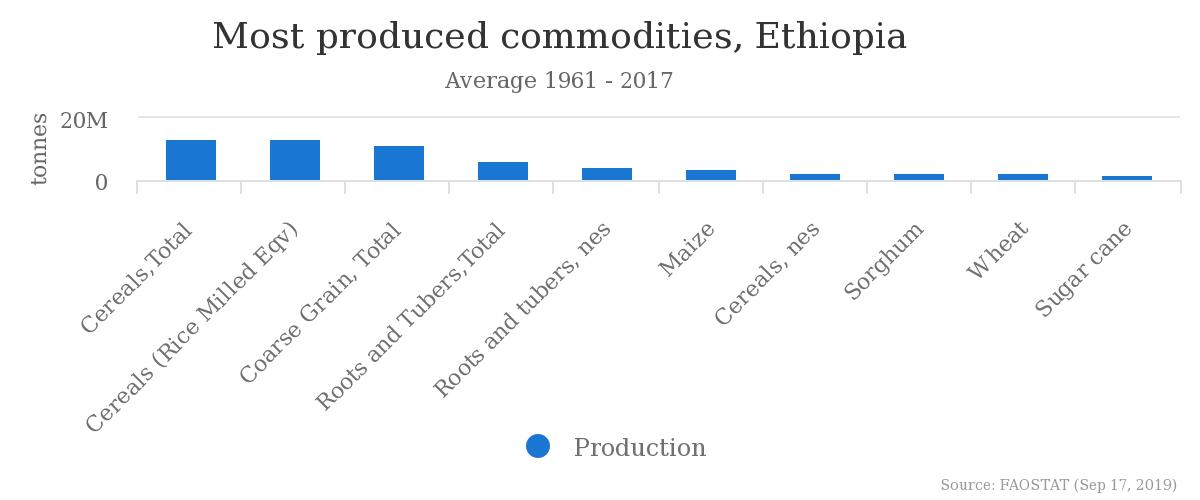 Most produced commodities, Ethiopia
Average 1961 - 2017
tonnes
20M
0
Cereals,Total
Cereals (Rice Milled Eqv)
Coarse Grain, Total
Roots and Tubers,Total
Roots and tubers, nes
Maize
Cereals, nes
Sorghum
Wheat
Sugar cane
Production
Source: FAOSTAT (Sep 17, 2019)